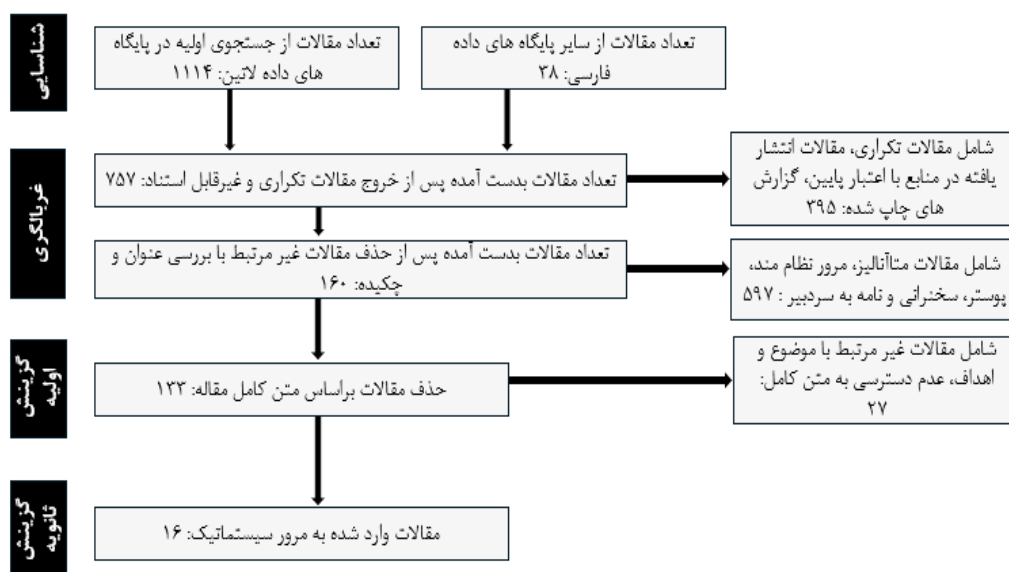 شناسایی
تعداد مقالات از سایر پایگاه های داده
فارسی: ۳۸
تعداد مقالات از جستجوی اولیه در پایگاه
های داده لاتین: ۱۱۱۴
غربالگری
تعداد مقالات بدست آمده پس از خروج مقالات تکراری و غیرقابل استناد: ۷۵۷
شامل مقالات تکراری، مقالات انتشار
یافته در منابع با اعتبار پایین، گزارش
های چاپ شده: ۳۹۵
تعداد مقالات بدست آمده پس از حذف مقالات غیر مرتبط با بررسی عنوان و
چکیده: ۱۶۰
شامل مقالات متاآنالیز، مرور نظام مند،
پوستر، سخنرانی و نامه به سردبیر : ۵۹۷
گزینش
اولیه
حذف مقالات براساس متن کامل مقاله: ۱۳۳
شامل مقالات غیر مرتبط با موضوع و
اهداف، عدم دسترسی به متن کامل:
۲۷
گزینش
ثانویه
مقالات وارد شده به مرور سیستماتیک: ۱۶